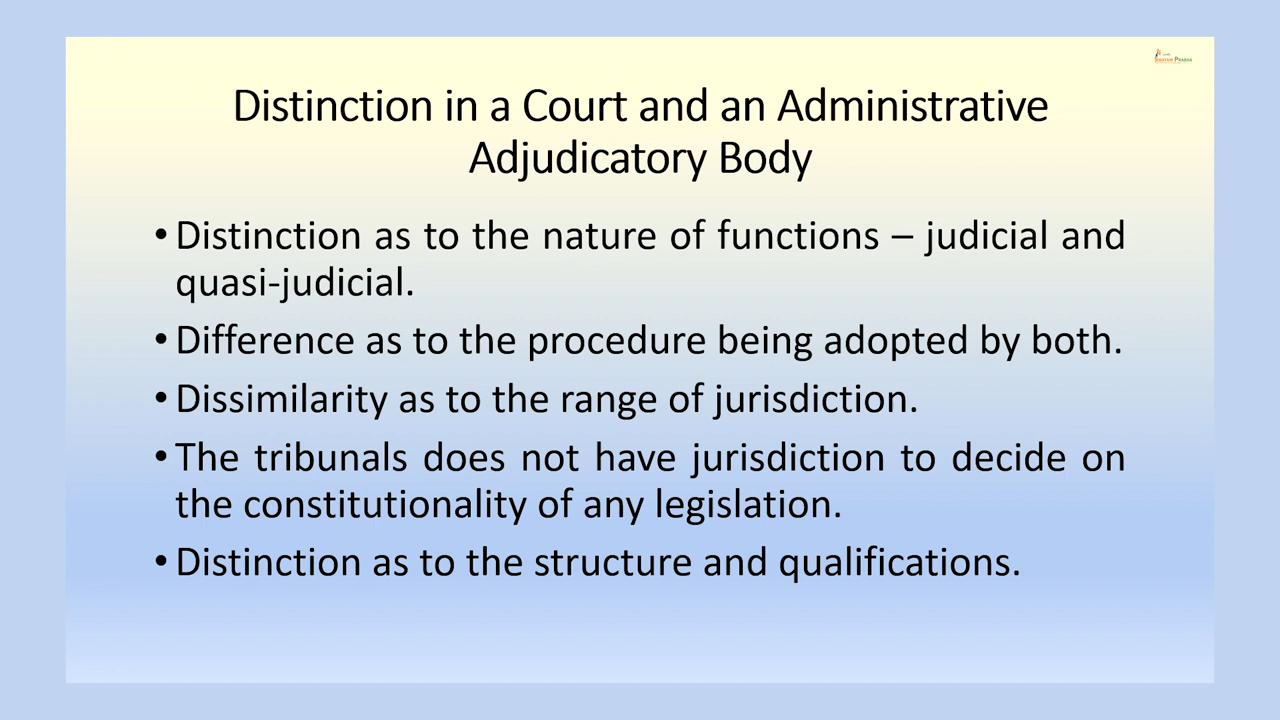 Distinction in a Court and an Administrative
Adjudicatory Body
• Distinction as to the nature of functions – judicial and
quasi-judicial.
• Difference as to the procedure being adopted by both.
• Dissimilarity as to the range of jurisdiction.
• The tribunals does not have jurisdiction to decide on
the constitutionality of any legislation.
• Distinction as to the structure and qualifications.